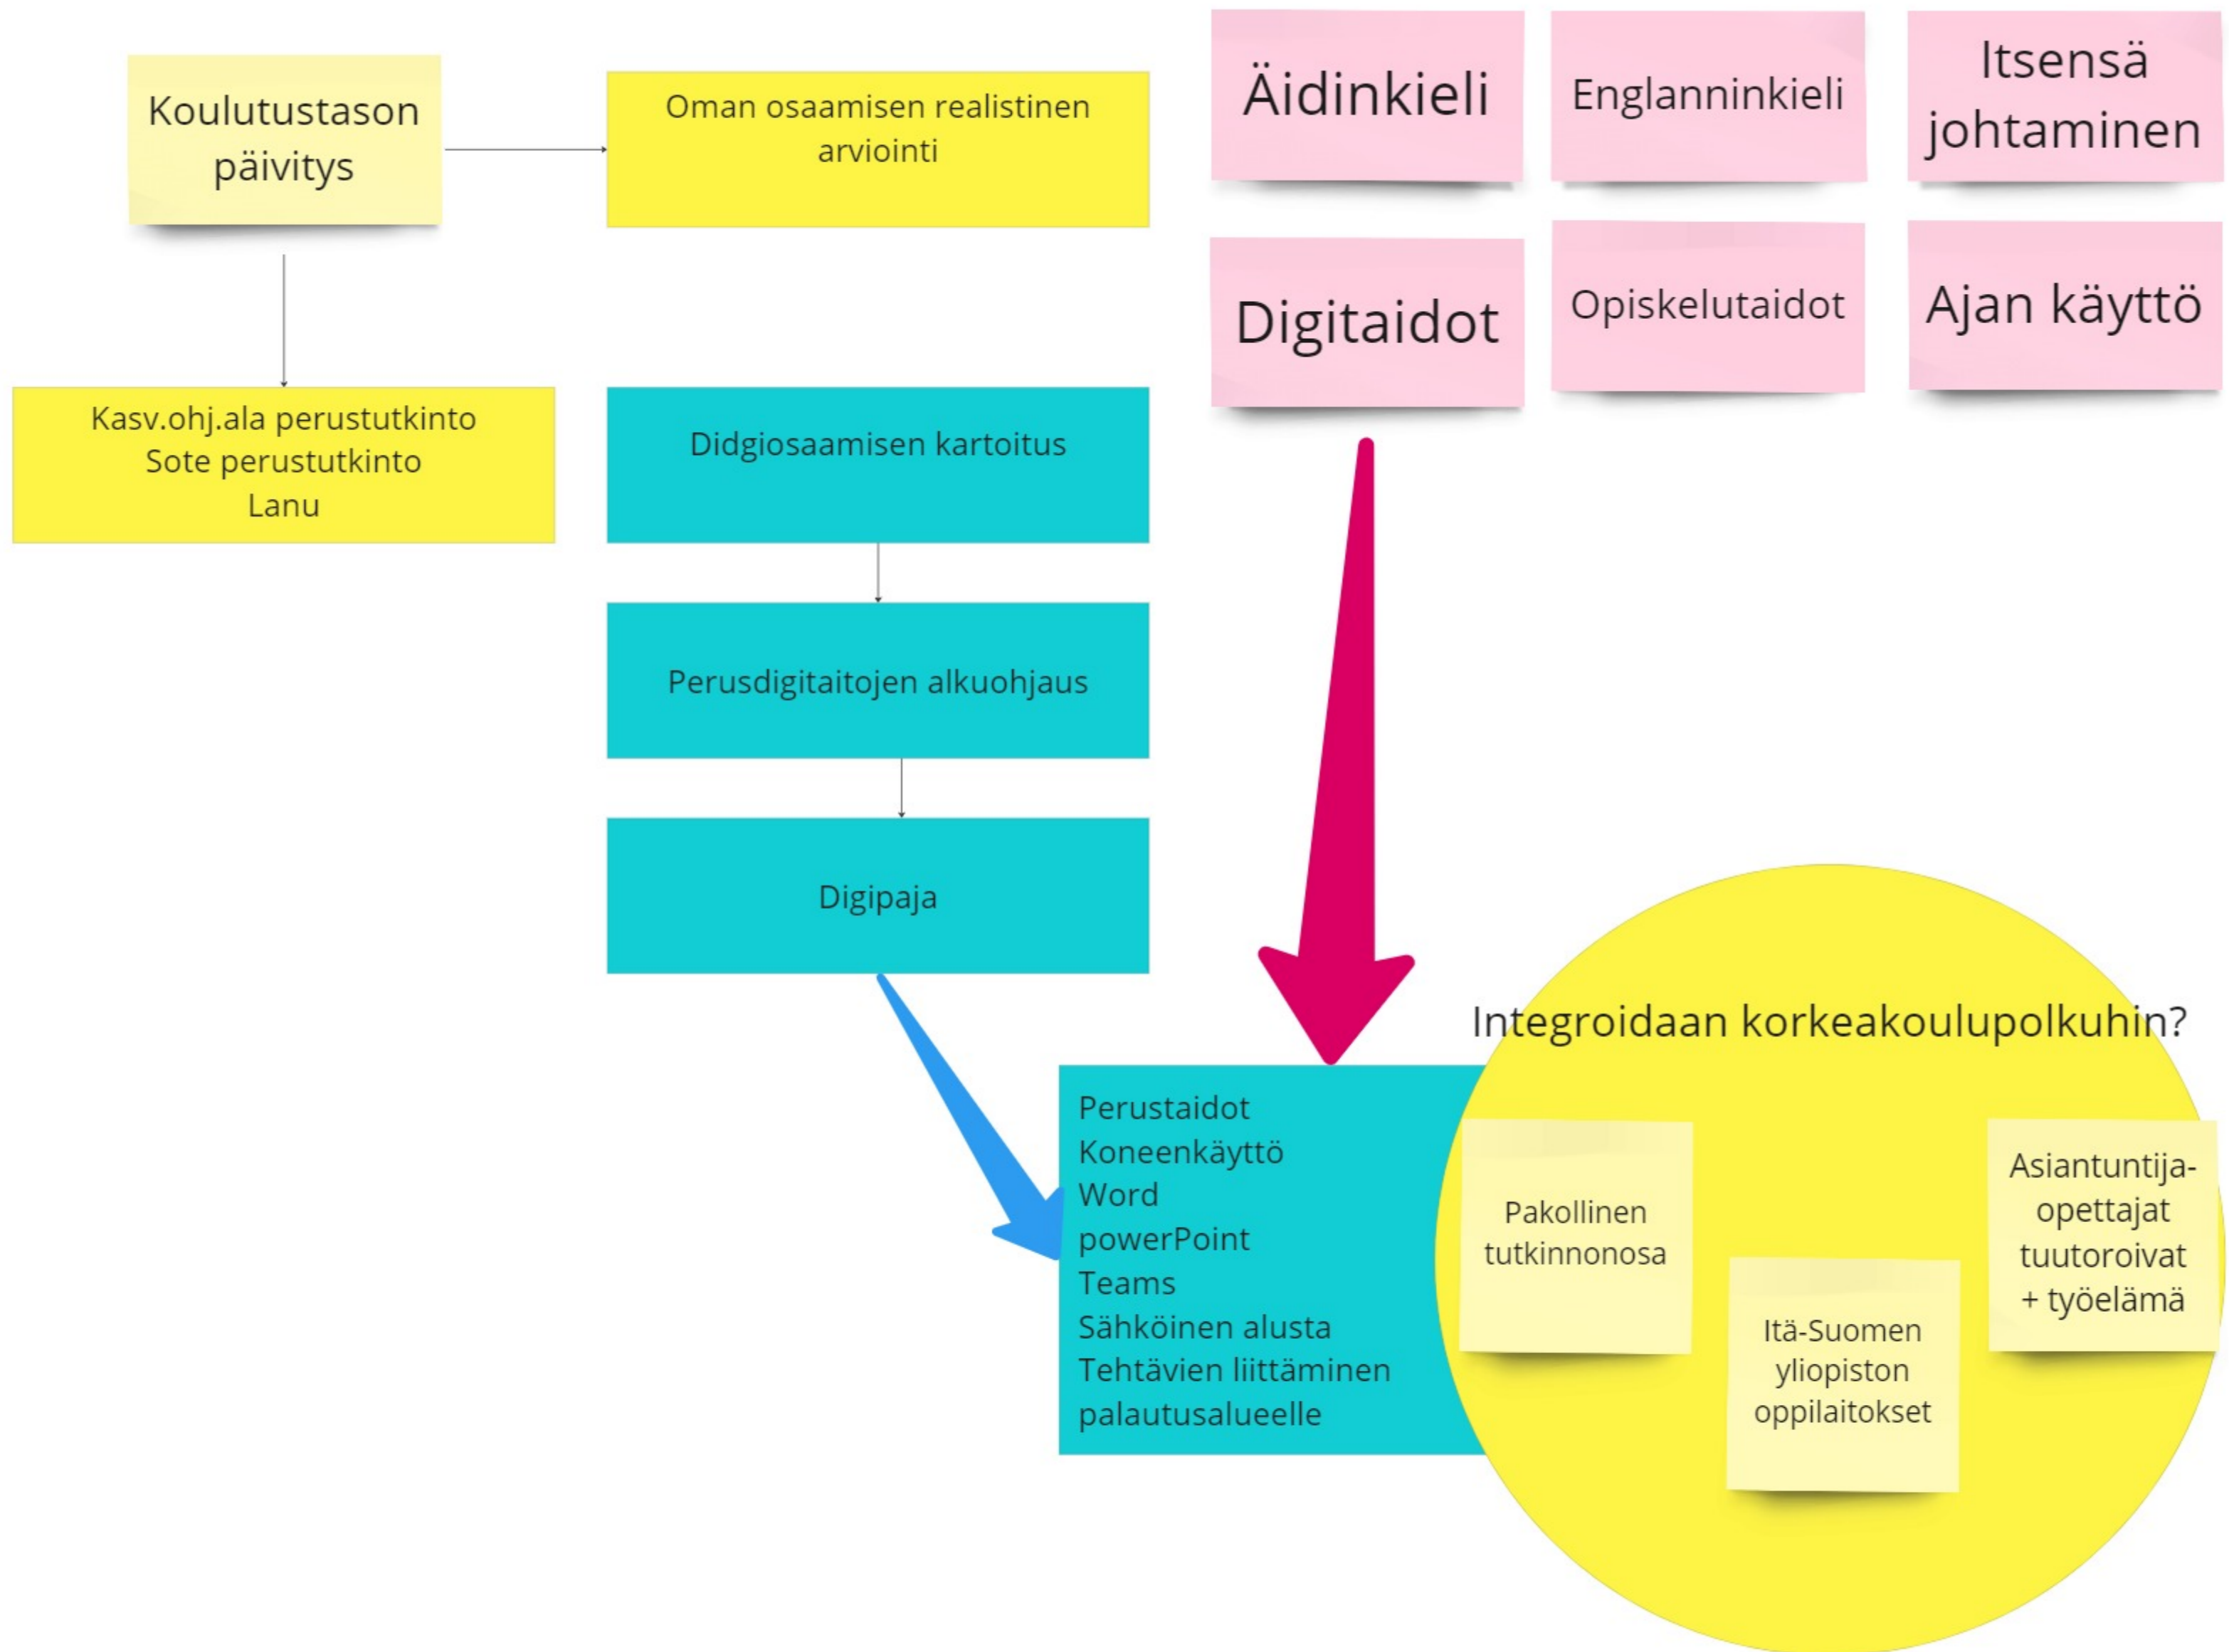 Koulutustason
päivitys
Oman osaamisen realistinen
arviointi
Äidinkieli
Englanninkieli
Itsensä
johtaminen
Digitaidot
Opiskelutaidot
Ajan käyttö
Kasv.ohj.ala perustutkinto
Sote perustutkinto
Lanu
Didgiosaamisen kartoitus
Perusdigitaitojen alkuohjaus
Digipaja
Perustaidot
Koneenkäyttö
Word
powerPoint
Teams
Sähköinen alusta
Tehtävien liittäminen
palautusalueelle
Integroidaan korkeakoulupolkuhin?
Pakollinen
tutkinnonosa
Itä-Suomen
yliopiston
oppilaitokset
Asiantuntija-
opettajat
tuutoroivat
+ työelämä